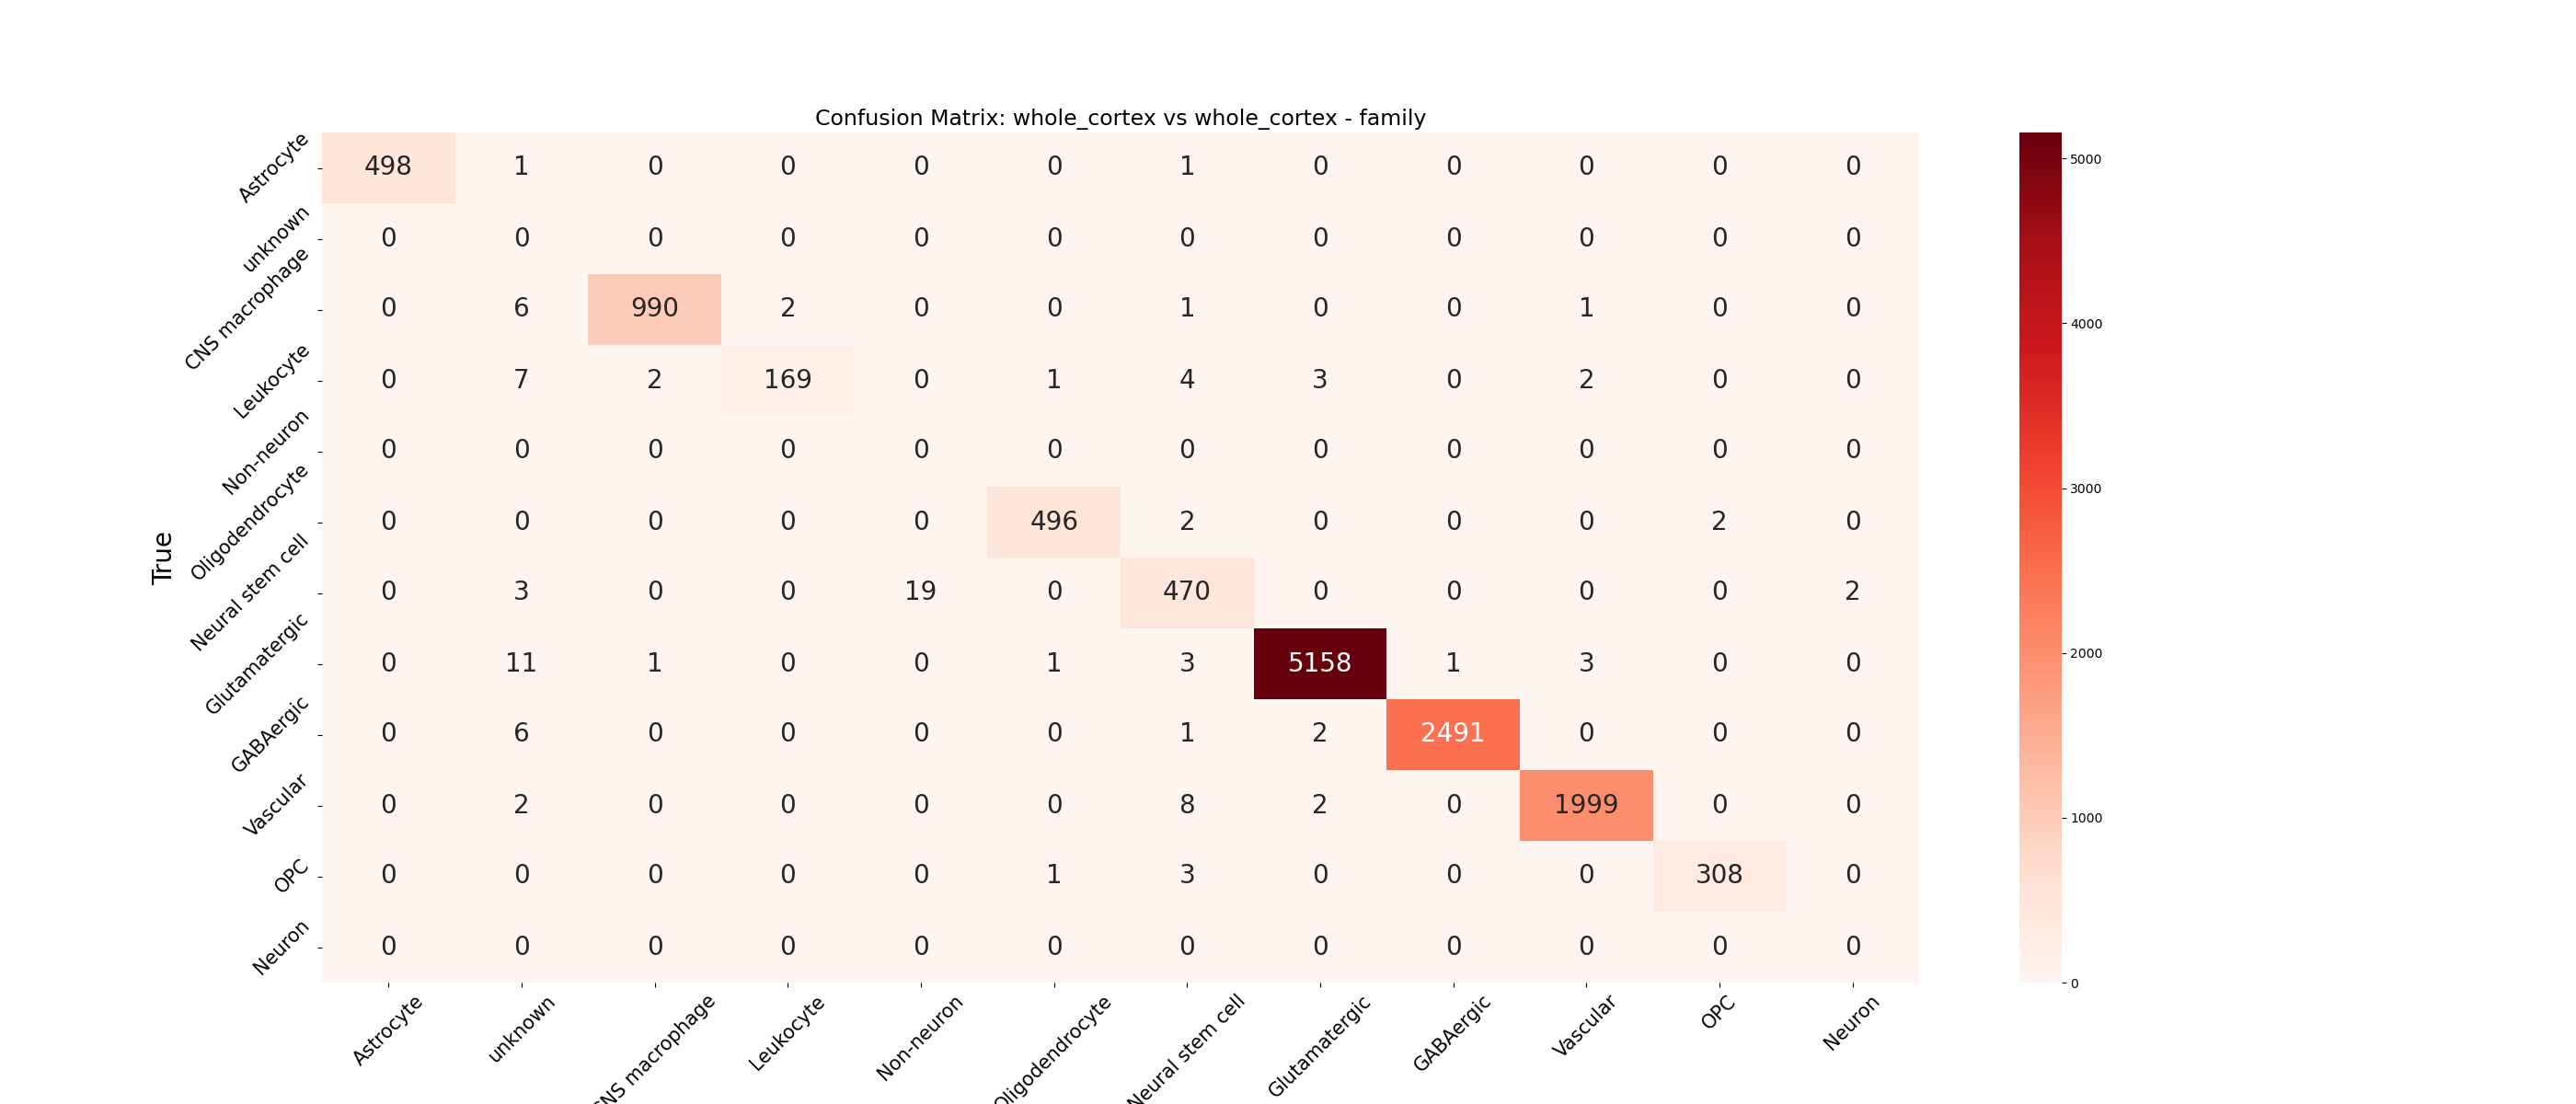 Confusion Matrix: whole_cortex vs whole_cortex - family
Astrocyte 498 1 0 0 0 0 1 0 0 0 0 0
unknown 0 0 0 0 0 0 0 0 0 0 0 0
CNS macrophage 0 6 990 2 0 0 1 0 0 1 0 0
Leukocyte 0 7 2 169 0 1 4 3 0 2 0 0
Non-neuron 0 0 0 0 0 0 0 0 0 0 0 0
Oligodendrocyte 0 0 0 0 0 496 2 0 0 0 2 0
Neural stem cell 0 3 0 0 19 0 470 0 0 0 0 2
Glutamatergic 0 11 1 0 0 1 3 5158 1 3 0 0
GABAergic 0 6 0 0 0 0 1 2 2491 0 0 0
Vascular 0 2 0 0 0 0 8 2 0 1999 0 0
OPC 0 0 0 0 0 1 3 0 0 0 308 0
Neuron 0 0 0 0 0 0 0 0 0 0 0 0
True
Astrocyte unknown CNS macrophage Leukocyte Non-neuron Oligodendrocyte Neural stem cell Glutamatergic GABAergic Vascular OPC Neuron
5000
4000
3000
2000
1000
0